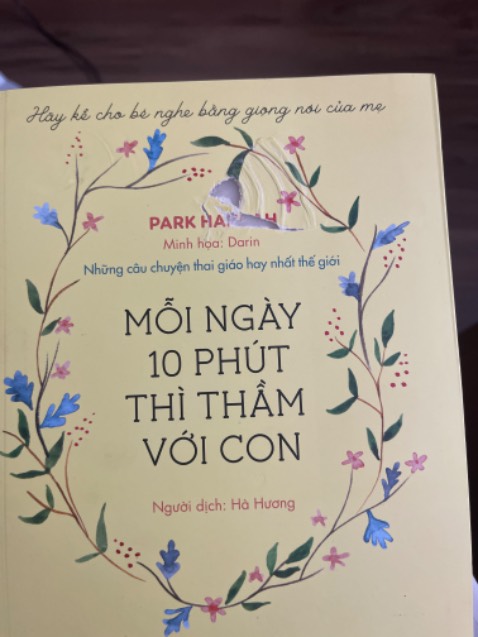 Hãy kể cho bé nghe bằng giọng nói của mẹ
PARK
Minh họa: Darin
Những câu chuyện thai giáo hay nhất thế giới
MỖI NGÀY
10 PHÚT
THÌ THẦM
VỚI CON
Người dịch: Hà Hương